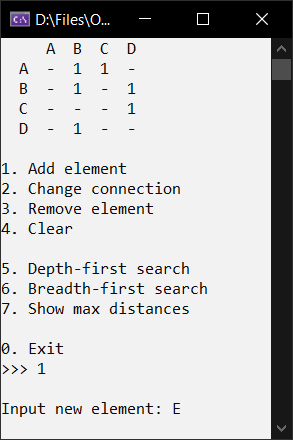 D:\Files\O...
A B C D
A - 1 1 -
B - 1 - 1
C - - - 1
D - 1 - -
1. Add element
2. Change connection
3. Remove element
4. Clear
5. Depth-first search
6. Breadth-first search
7. Show max distances
0. Exit
>>> 1
Input new element: E